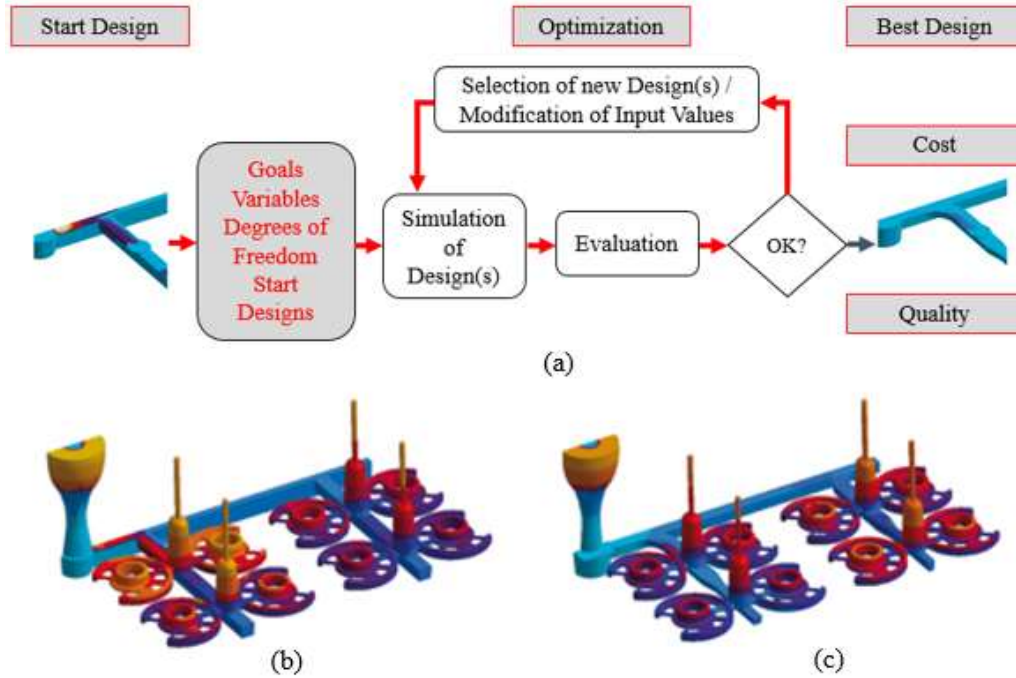 Start Design
Optimization
Best Design
Selection of new Design(s) /
Modification of Input Values
Cost
Goals
Variables
Degrees of
Freedom
Start
Designs
Simulation
of
Design(s)
Evaluation
OK?
Quality
(a)
(b)
(c)